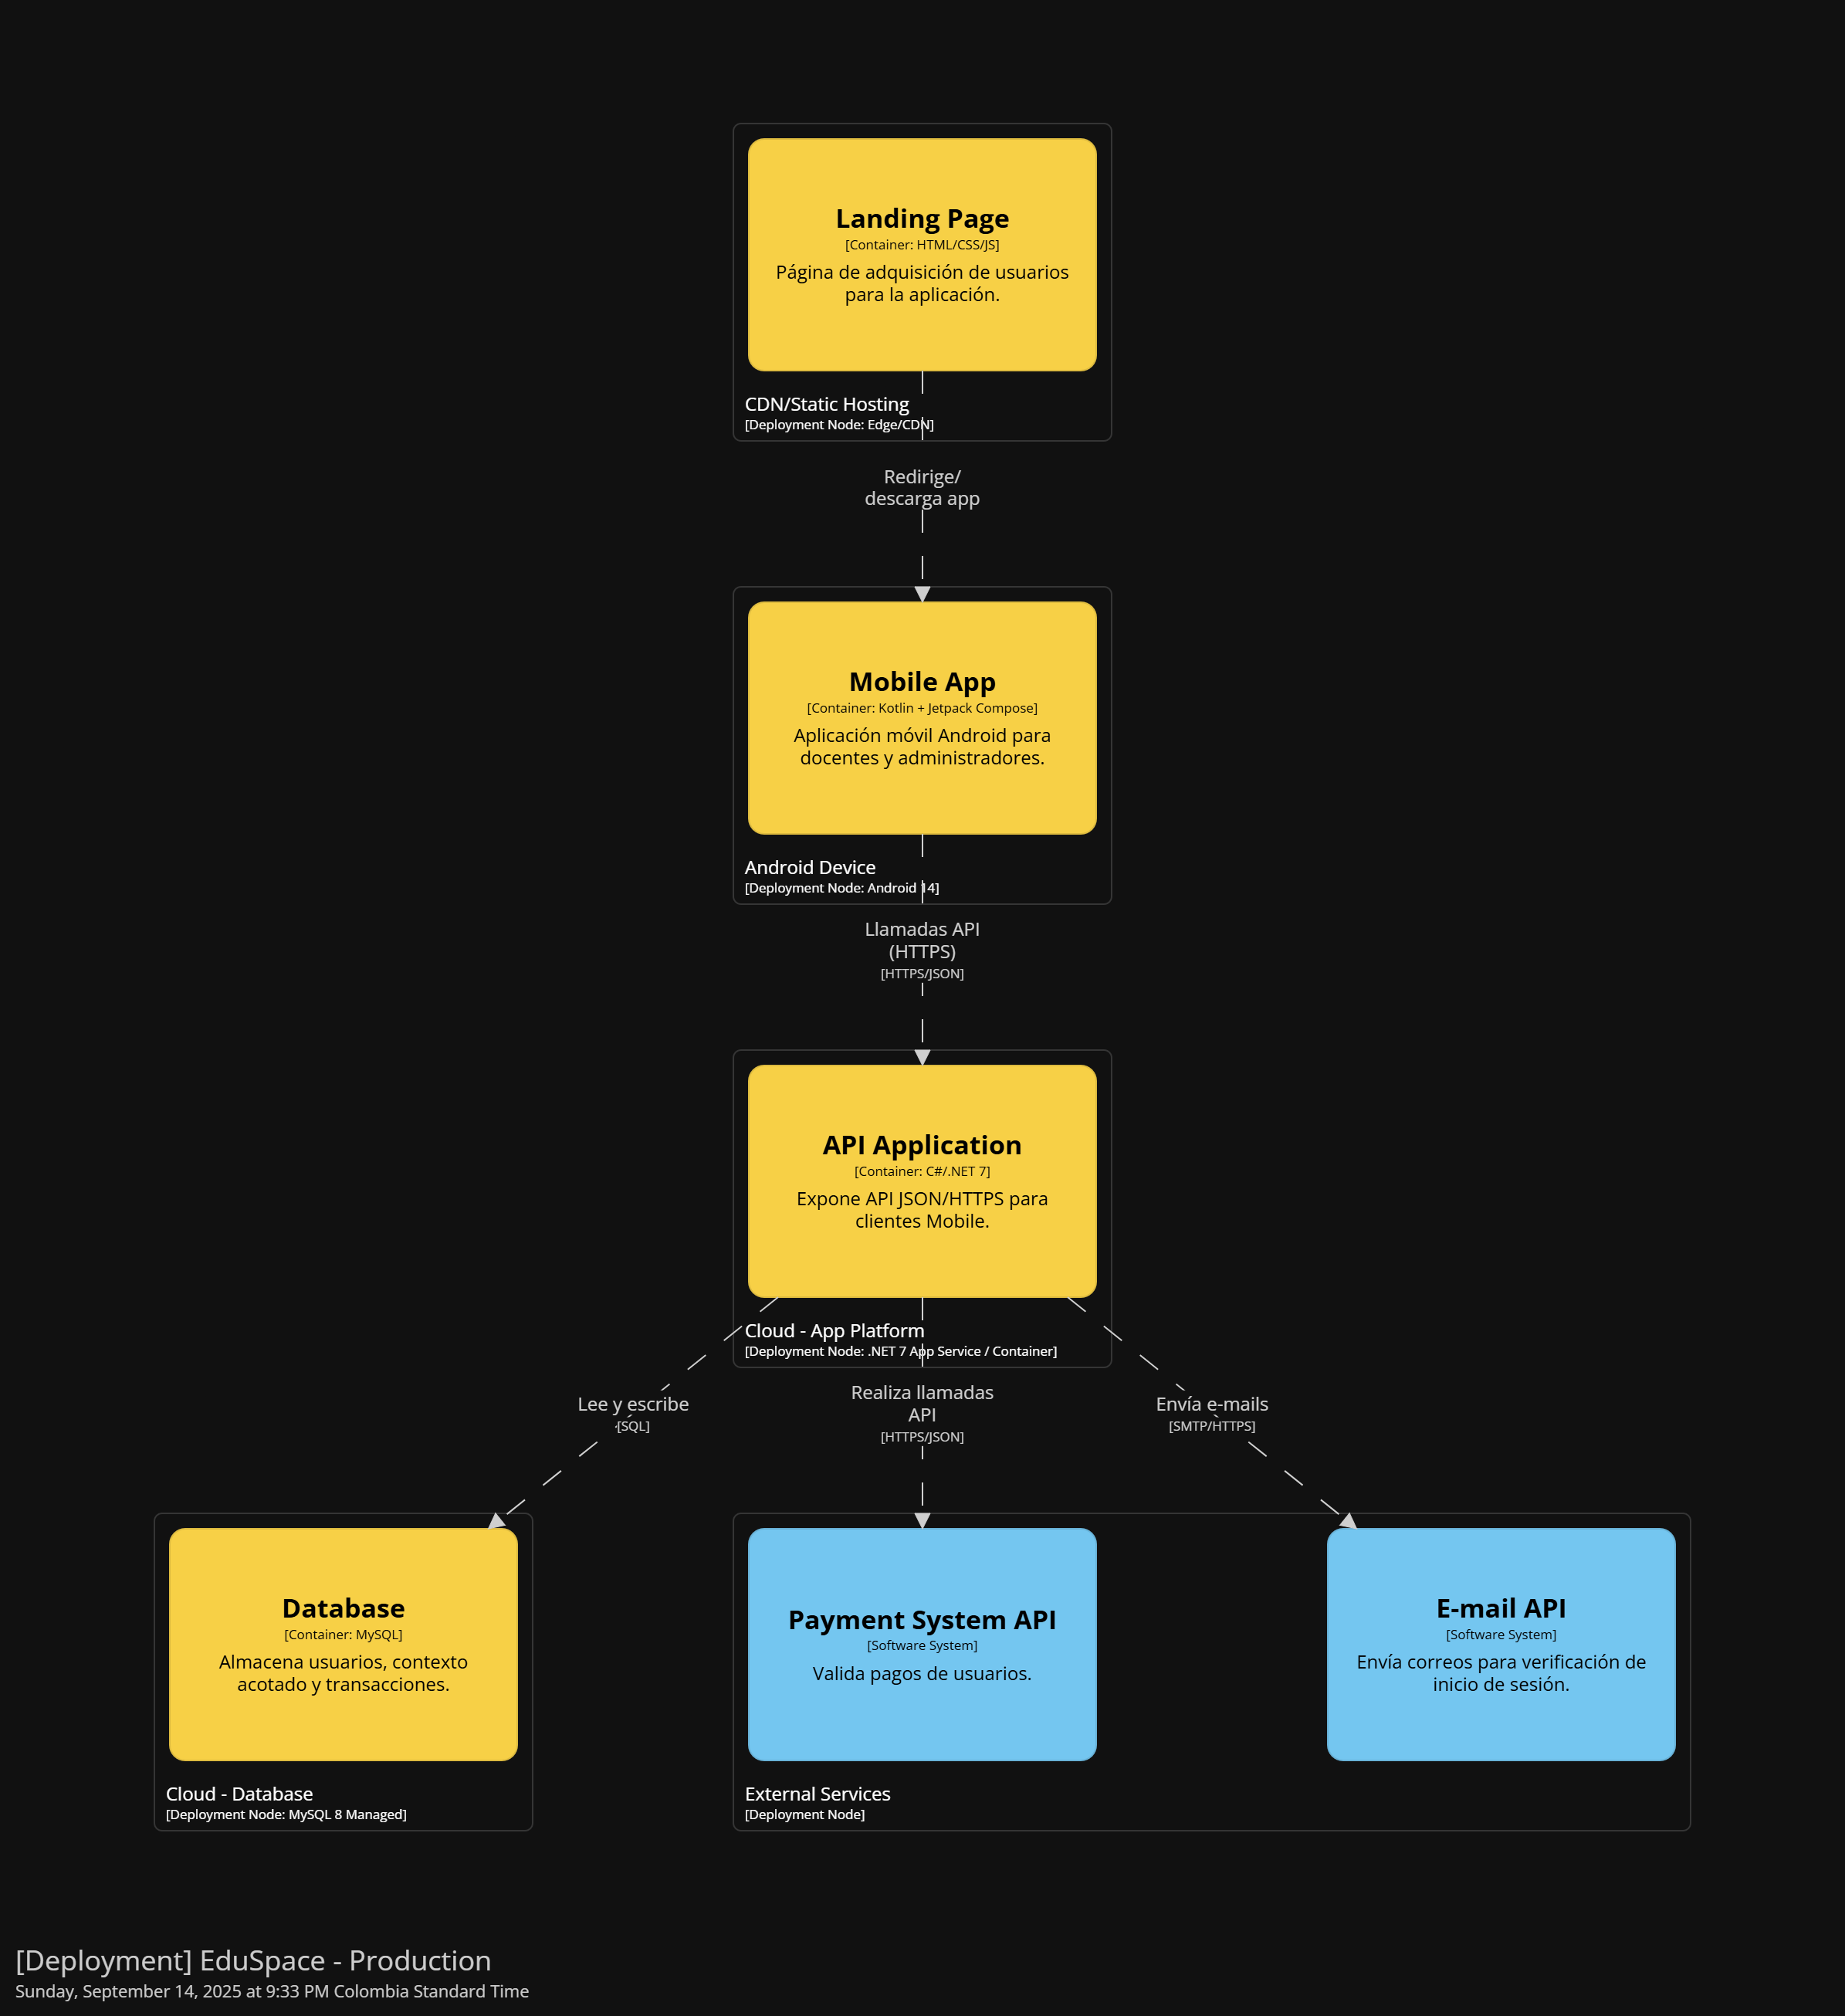 Landing Page
[Container: HTML/CSS/JS]
Página de adquisición de usuarios
para la aplicación.
CDN/Static Hosting
[Deployment Node: Edge/CDN]
Redirige/
descarga app
Mobile App
[Container: Kotlin + Jetpack Compose]
Aplicación móvil Android para
docentes y administradores.
Android Device
[Deployment Node: Android 14]
Llamadas API
(HTTPS)
[HTTPS/JSON]
API Application
[Container: C#/.NET 7]
Expone API JSON/HTTPS para
clientes Mobile.
Cloud - App Platform
[Deployment Node: .NET 7 App Service / Container]
Lee y escribe
[SQL]
Realiza llamadas
API
[HTTPS/JSON]
Envía e-mails
[SMTP/HTTPS]
Database
[Container: MySQL]
Almacena usuarios, contexto
acotado y transacciones.
Cloud - Database
[Deployment Node: MySQL 8 Managed]
Payment System API
[Software System]
Valida pagos de usuarios.
E-mail API
[Software System]
Envía correos para verificación de
inicio de sesión.
External Services
[Deployment Node]
[Deployment] EduSpace - Production
Sunday, September 14, 2025 at 9:33 PM Colombia Standard Time